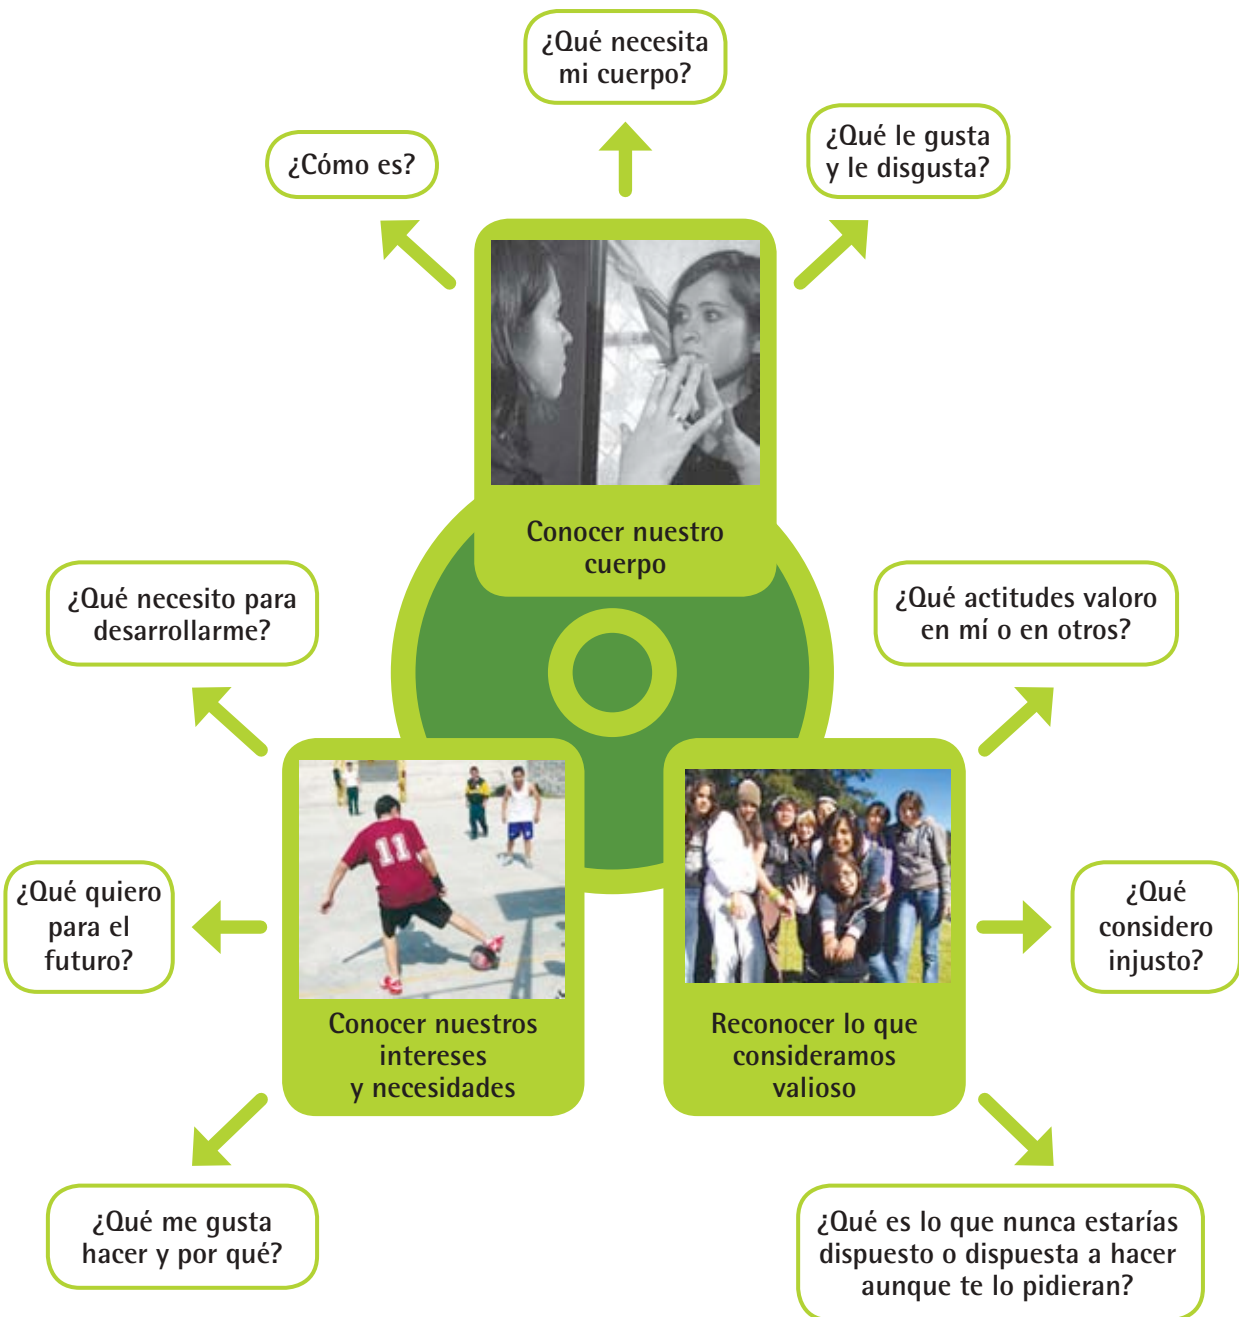 ¿Qué necesita
mi cuerpo?
¿Cómo es?
¿Qué le gusta
y le disgusta?
Conocer nuestro
cuerpo
¿Qué necesito para
desarrollarme?
¿Qué actitudes valoro
en mí o en otros?
¿Qué quiero
para el
futuro?
11
¿Qué
considero
injusto?
Conocer nuestros
intereses
y necesidades
Reconocer lo que
consideramos
valioso
¿Qué me gusta
hacer y por qué?
¿Qué es lo que nunca estarías
dispuesto o dispuesta a hacer
aunque te lo pidieran?